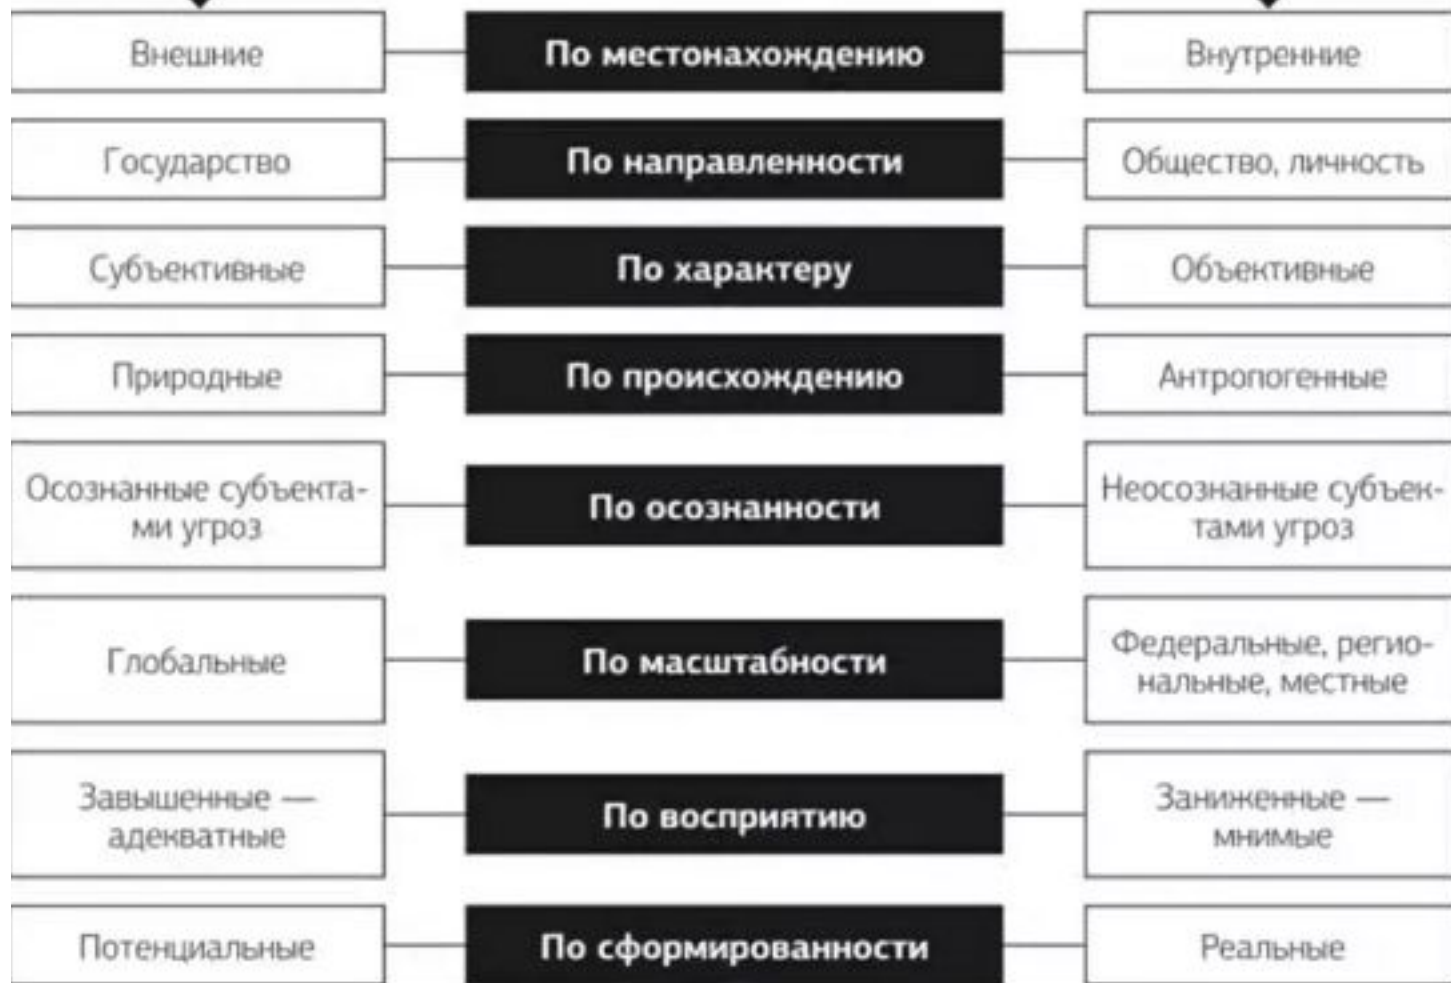 Внешние
По местонахождению
Внутренние
Государство
По направленности
Общество, личность
Субъективные
По характеру
Объективные
Природные
По происхождению
Антропогенные
Осознанные субъекта-
ми угроз
По осознанности
Неосознанные субъек-
тами угроз
Глобальные
По масштабности
Федеральные, регио-
нальные, местные
Завышенные —
адекватные
По восприятию
Заниженные —
мнимые
Потенциальные
По сформированности
Реальные